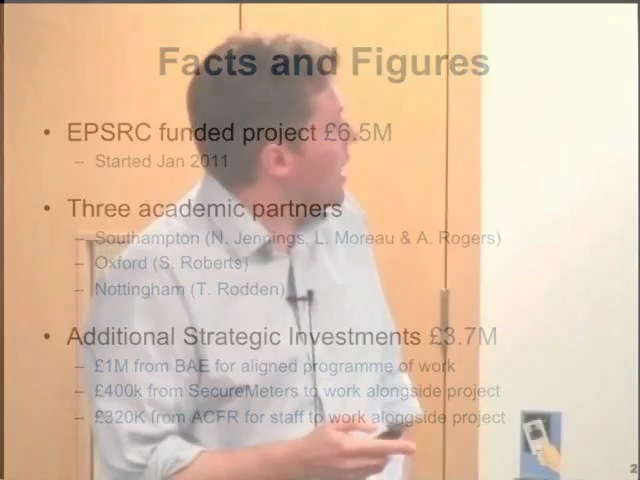 Facts and Figures
• EPSRC funded project £6.5M
– Started Jan 2011
• Three academic partners
– Southampton (N. Jennings, L. Moreau & A. Rogers)
– Oxford (S. Roberts)
– Nottingham (T. Rodden)
• Additional Strategic Investments £3.7M
– £1M from BAE for aligned programme of work
– £400k from SecureMeters to work alongside project
– £320K from ACFR for staff to work alongside project
2